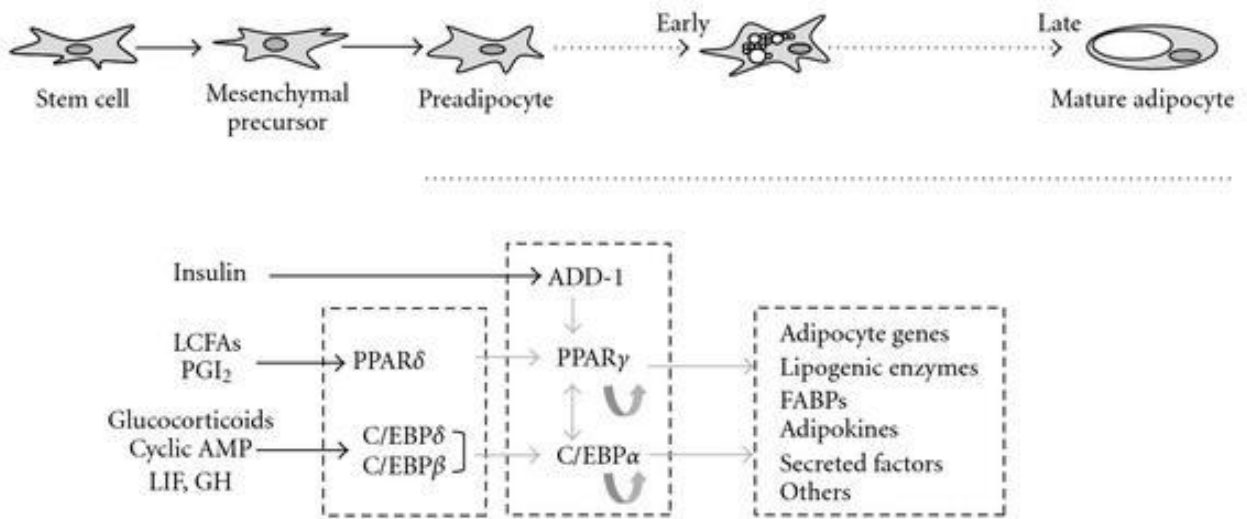 Early
Late
Stem cell
Mesenchymal
precursor
Preadipocyte
Mature adipocyte
Insulin
ADD-1
LCFAs
PGI₂
PPARδ
PPARγ
Glucocorticoids
Cyclic AMP
LIF, GH
C/EBPδ
C/EBPβ
C/EBPα
Adipocyte genes
Lipogenic enzymes
FABPs
Adipokines
Secreted factors
Others